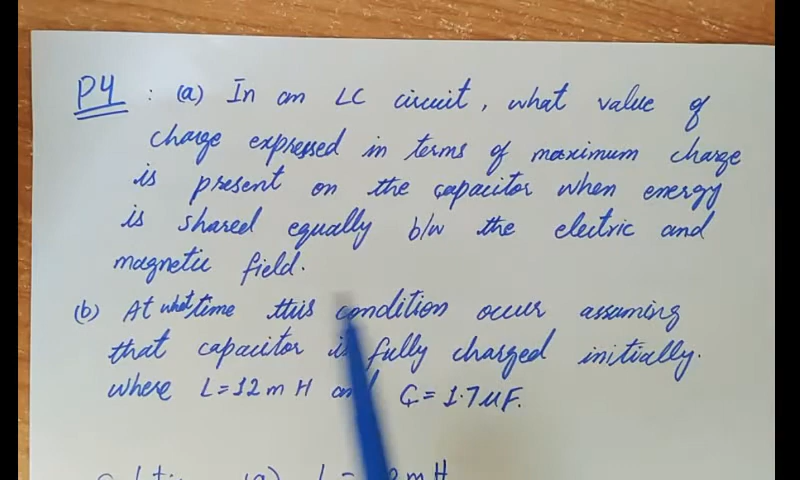 P4 : (a) In an LC circuit, what value of
charge expressed in terms of maximum charge
is present on the capacitor when energy
is shared equally b/w the electric and
magnetic field.
(b) At what time this condition occur assuming
that capacitor is fully charged initially.
where L = 12 m H and C = 1.7 μF.
(a) L = m H